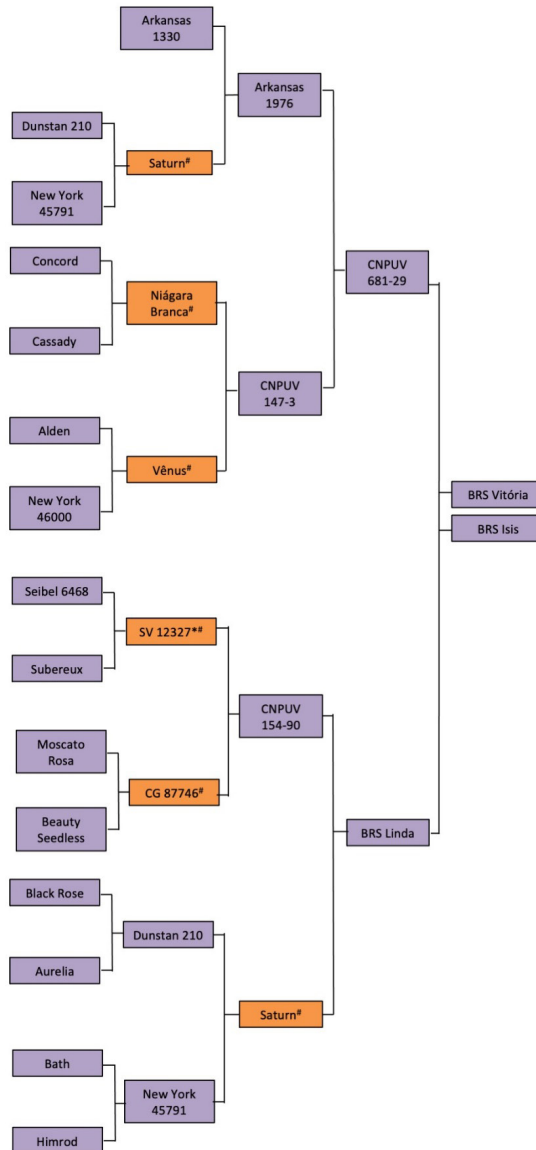 Arkansas
1330
Arkansas
1976
Dunstan 210
Saturn#
New York
45791
Concord
CNPUV
681-29
Niágara
Branca#
Cassady
CNPUV
147-3
Alden
Vênus#
New York
46000
BRS Vitória
BRS Isis
Seibel 6468
SV 12327*#
Subereux
CNPUV
154-90
Moscato
Rosa
CG 87746#
Beauty
Seedless
BRS Linda
Black Rose
Dunstan 210
Aurelia
Saturn#
Bath
New York
45791
Himrod